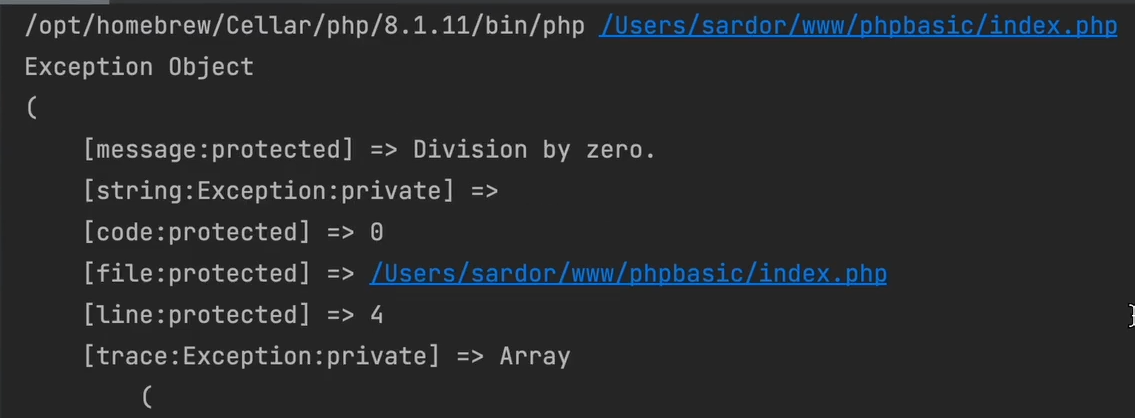 /opt/homebrew/Cellar/php/8.1.11/bin/php /Users/sardor/www/phpbasic/index.php
Exception Object
(
    [message:protected] => Division by zero.
    [string:Exception:private] =>
    [code:protected] => 0
    [file:protected] => /Users/sardor/www/phpbasic/index.php
    [line:protected] => 4
    [trace:Exception:private] => Array
        (